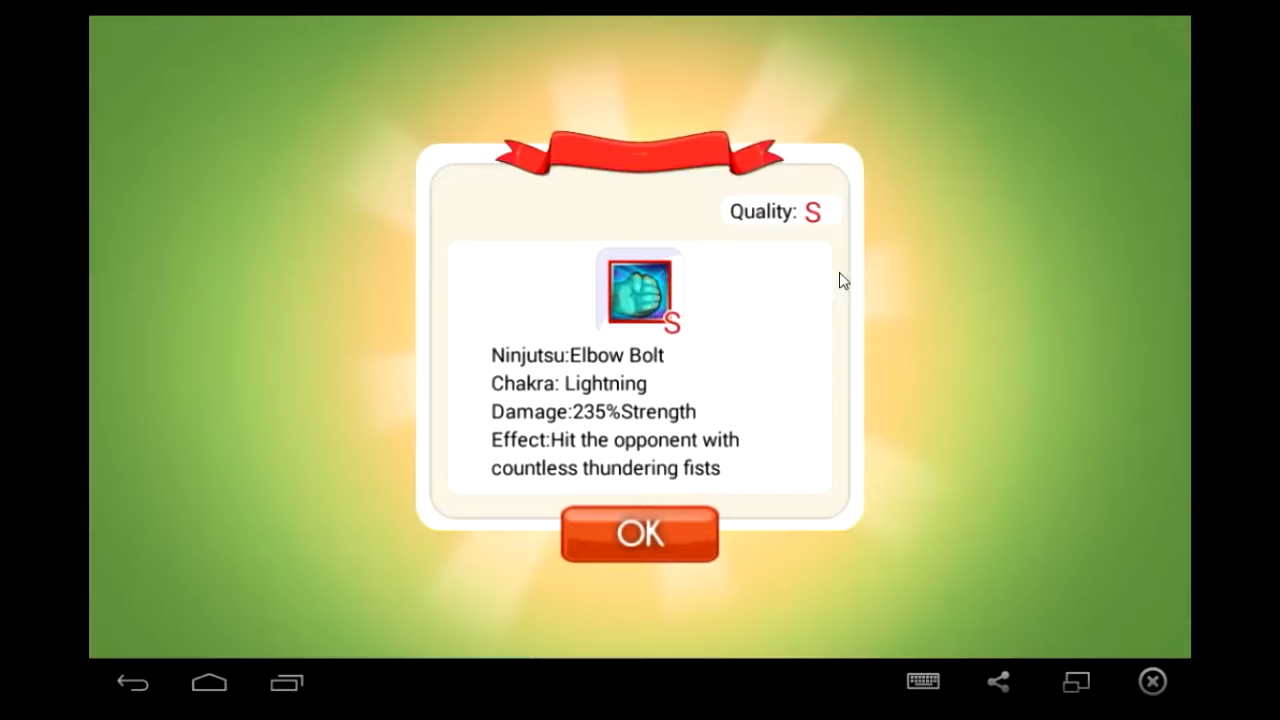 Quality: S
S
Ninjutsu:Elbow Bolt
Chakra: Lightning
Damage:235%Strength
Effect:Hit the opponent with
countless thundering fists
OK